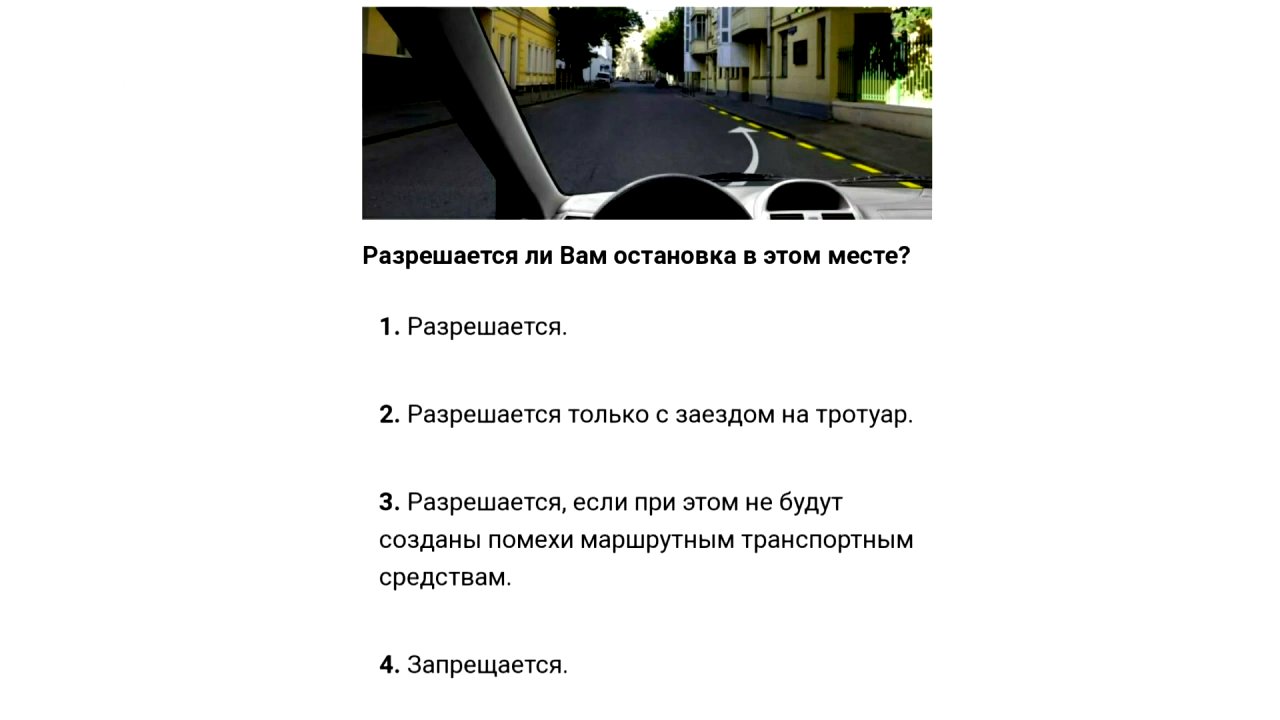 Разрешается ли Вам остановка в этом месте?
1. Разрешается.
2. Разрешается только с заездом на тротуар.
3. Разрешается, если при этом не будут
созданы помехи маршрутным транспортным
средствам.
4. Запрещается.